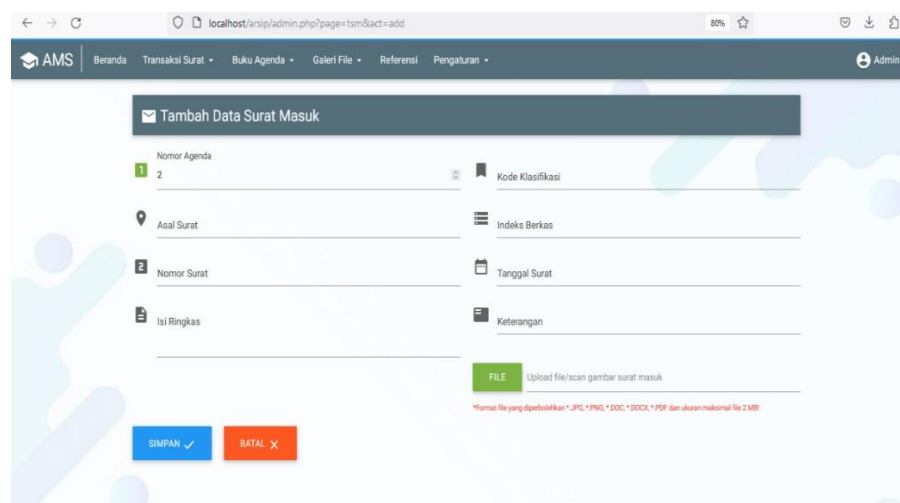 localhost/arsip/admin.php?page=tsm&act=add
80%
AMS Beranda Transaksi Surat Buku Agenda Galeri File Referensi Pengaturan Admin
Tambah Data Surat Masuk
Nomor Agenda
1 2
Kode Klasifikasi
Asal Surat
Indeks Berkas
2 Nomor Surat
Tanggal Surat
Isi Ringkas
Keterangan
FILE Upload file/scan gambar surat masuk
*Format file yang diperbolehkan *.JPG, *.PNG, *.DOC, *.DOCX, *.PDF dan ukuran maksimal file 2 MB!
SIMPAN BATAL